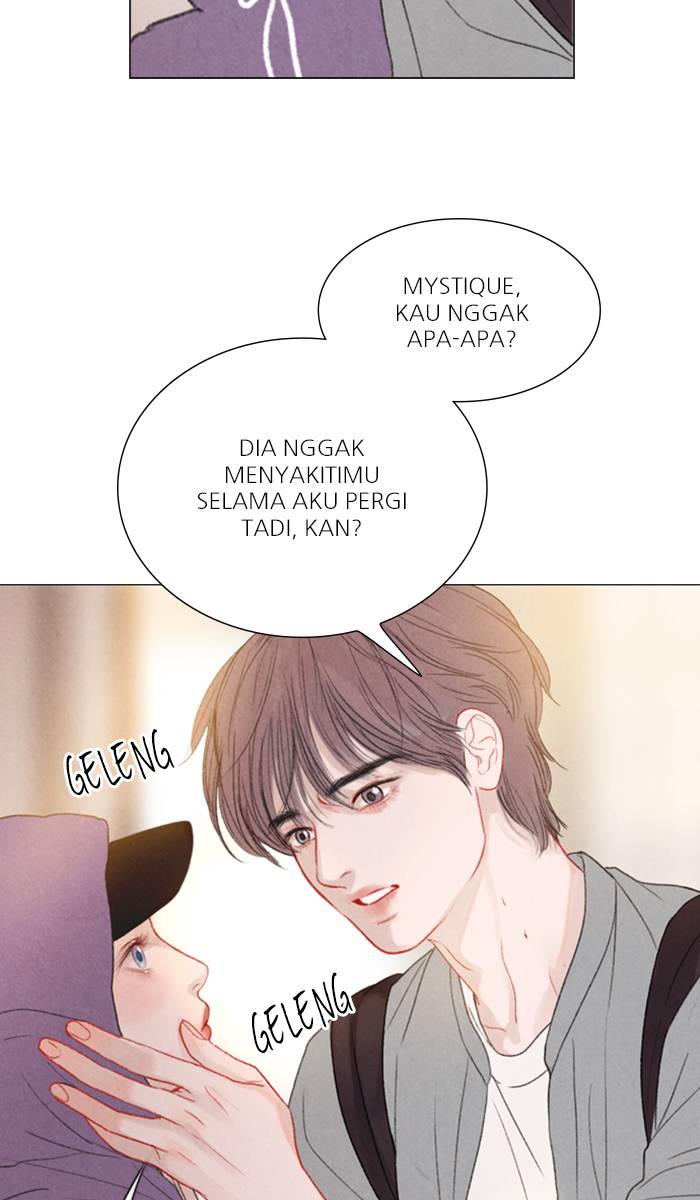 MYSTIQUE,
KAU NGGAK
APA-APA?
DIA NGGAK
MENYAKITIMU
SELAMA AKU PERGI
TADI, KAN?
GELENG
GELENG